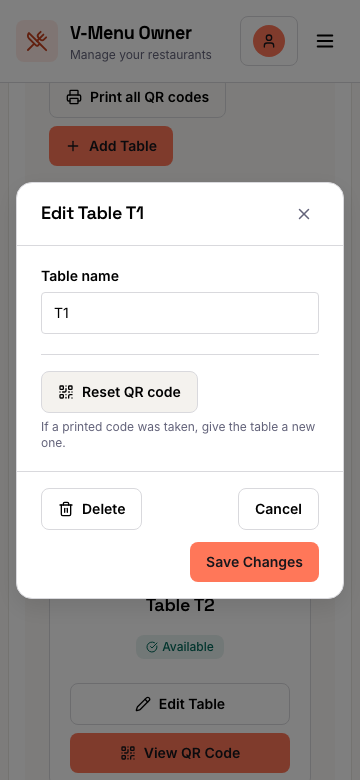 V-Menu Owner
Manage your restaurants
Print all QR codes
Add Table
Edit Table T1
Table name
T1
Reset QR code
If a printed code was taken, give the table a new
one.
Delete
Cancel
Save Changes
Table T2
Available
Edit Table
View QR Code